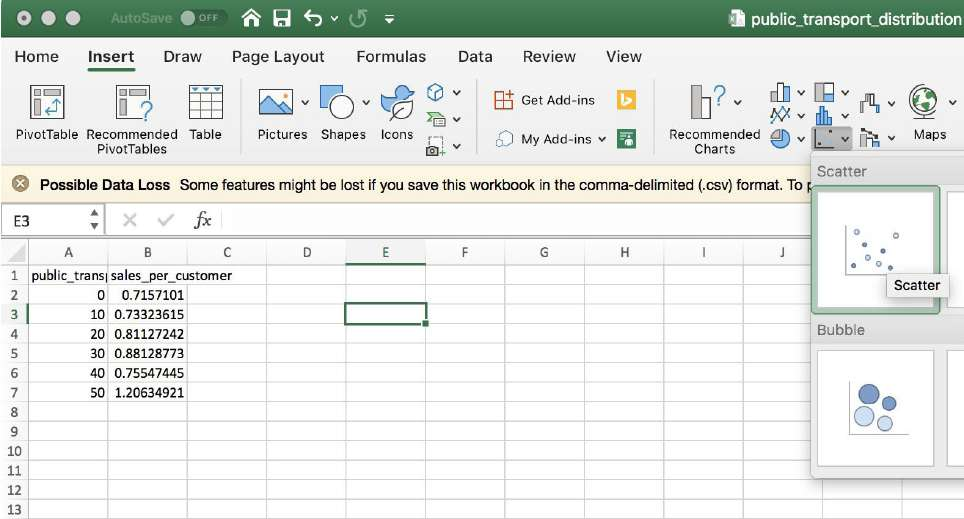 AutoSave OFF public_transport_distribution
Home Insert Draw Page Layout Formulas Data Review View
PivotTable Recommended PivotTables Table Pictures Shapes Icons Get Add-ins My Add-ins Recommended Charts Maps
Possible Data Loss Some features might be lost if you save this workbook in the comma-delimited (.csv) format. To
E3 fx
A B C D E F G H I J
1 public_trans sales_per_customer
2 0 0.7157101
3 10 0.73323615
4 20 0.81127242
5 30 0.88128773
6 40 0.75547445
7 50 1.20634921
8
9
10
11
12
13
Scatter
Scatter
Bubble